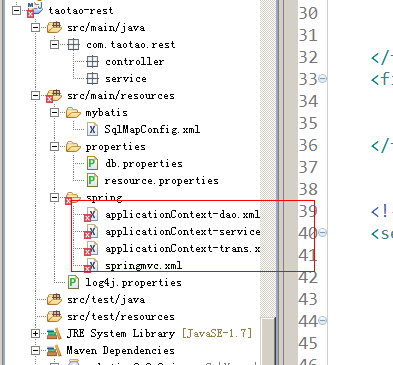 taotao-rest
src/main/java
com.taotao.rest
controller
service
src/main/resources
mybatis
SqlMapConfig.xml
properties
db.properties
resource.properties
spring
applicationContext-dao.xml
applicationContext-service
applicationContext-trans.x
springmvc.xml
log4j.properties
src/test/java
src/test/resources
JRE System Library [JavaSE-1.7]
Maven Dependencies
30
31
32 </
33 <f
34
35
36 </
37
38
39 <!
40 <se
41
42
43
44
45
46